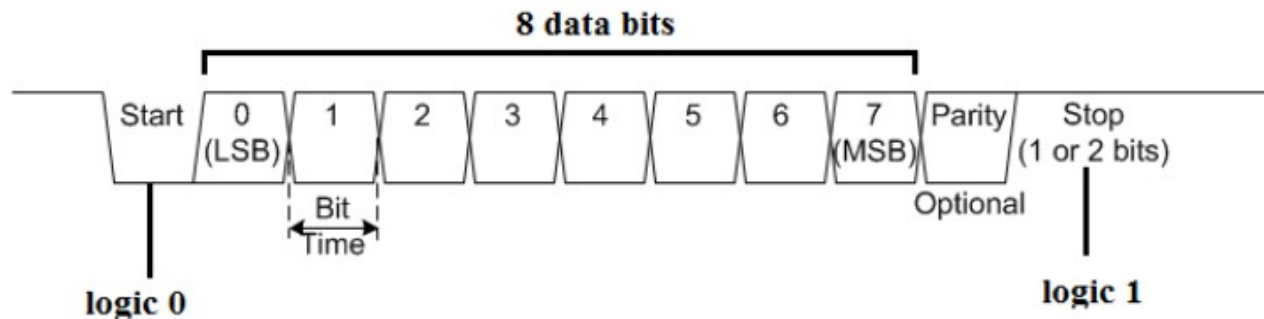 8 data bits
Start 0 1 2 3 4 5 6 7 Parity Stop
(LSB) (MSB) (1 or 2 bits)
Bit Optional
Time
logic 0 logic 1